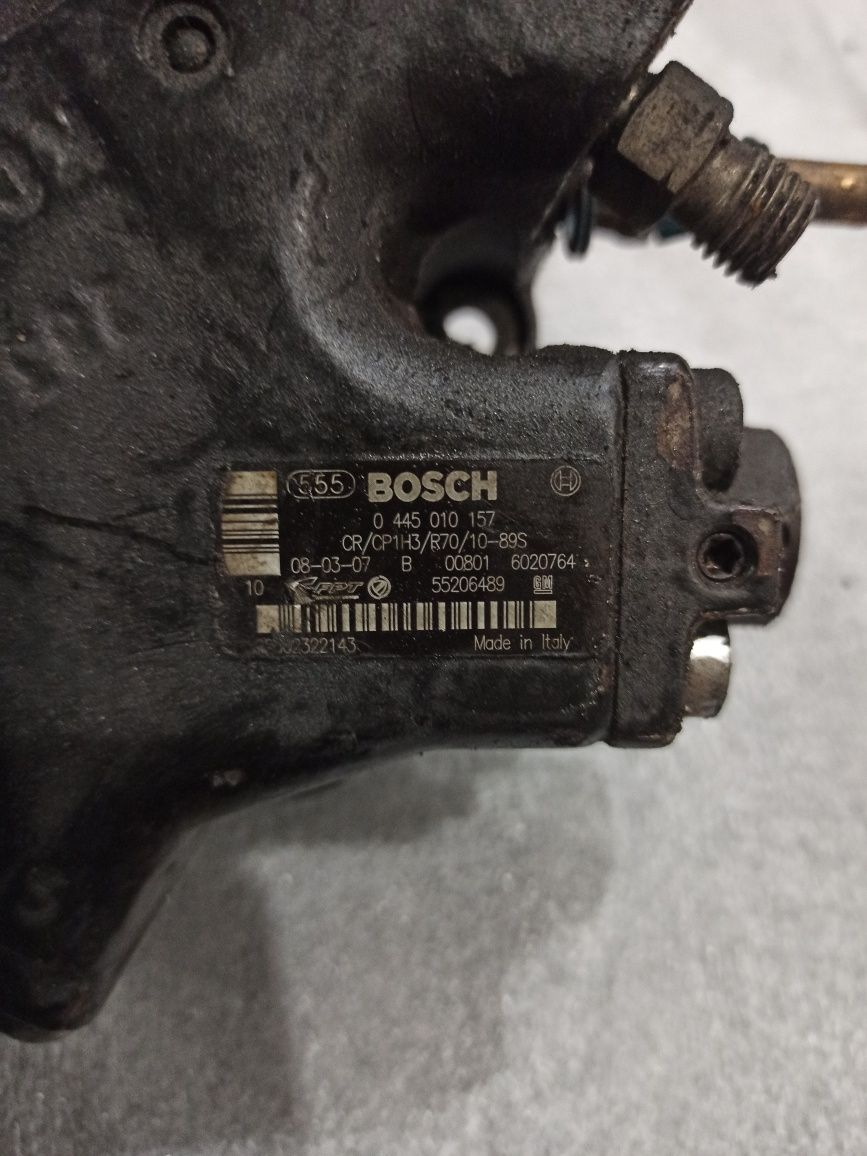 555 BOSCH
0 445 010 157
CR/CP1H3/R70/10-89S
08-03-07 B 00801 6020764
10 FPT 55206489 GM
Made in Italy